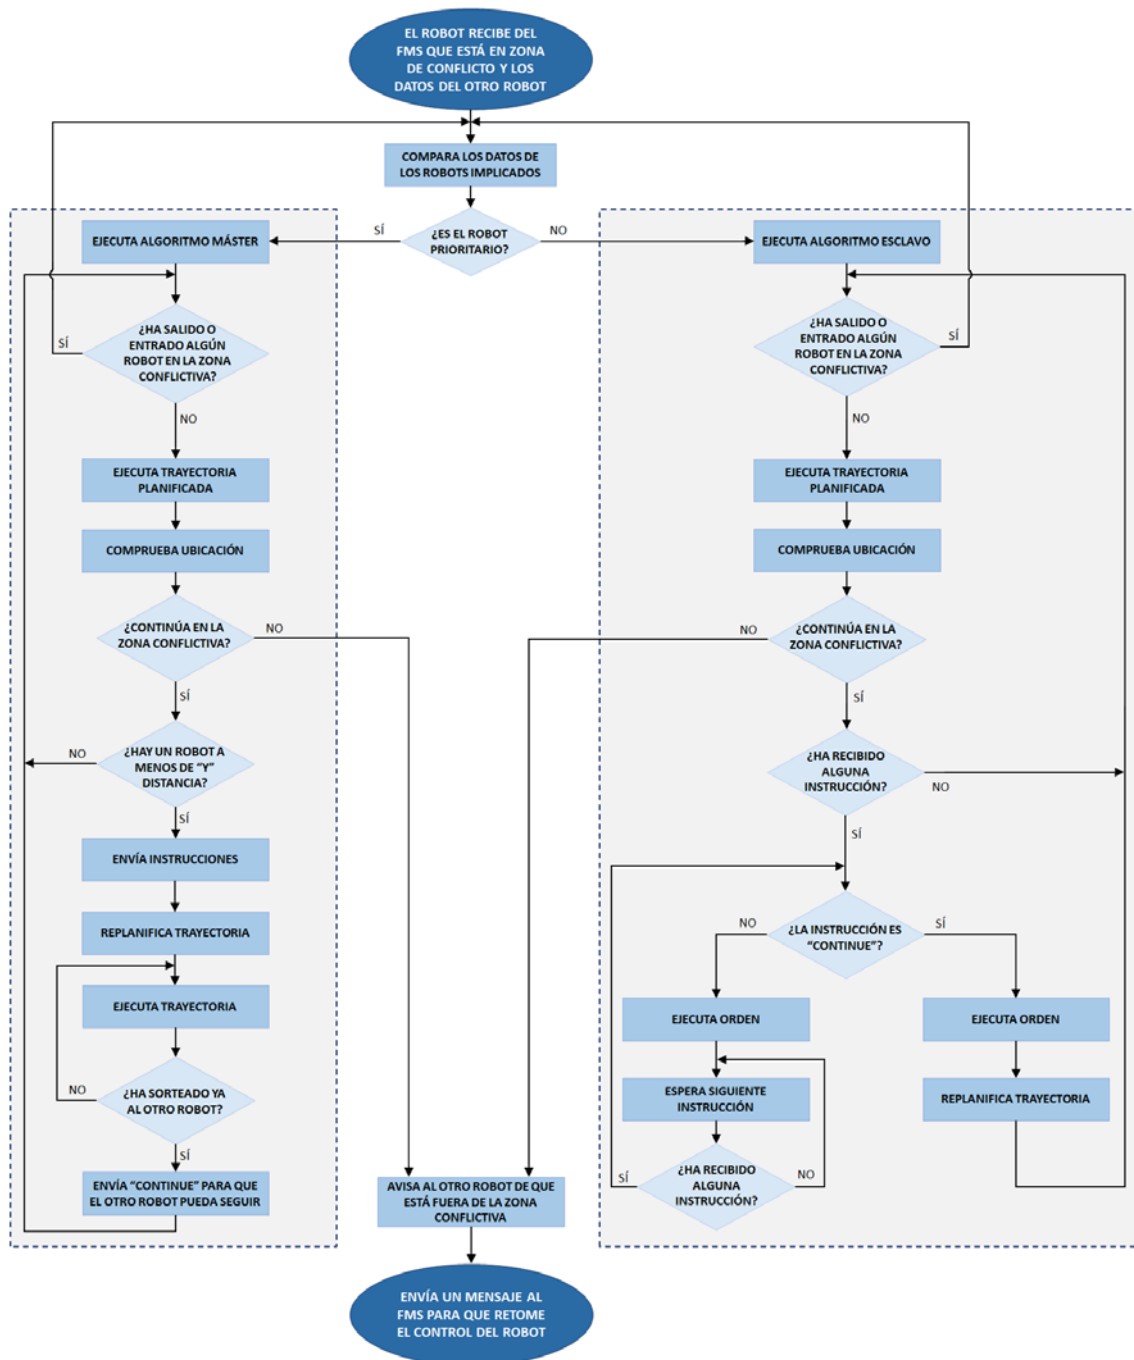 EL ROBOT RECIBE DEL
FMS QUE ESTÁ EN ZONA
DE CONFLICTO Y LOS
DATOS DEL OTRO ROBOT
COMPARA LOS DATOS DE
LOS ROBOTS IMPLICADOS
¿ES EL ROBOT
PRIORITARIO?
SÍ
NO
EJECUTA ALGORITMO MÁSTER
¿HA SALIDO O
ENTRADO ALGÚN
ROBOT EN LA ZONA
CONFLICTIVA?
SÍ
NO
EJECUTA TRAYECTORIA
PLANIFICADA
COMPRUEBA UBICACIÓN
¿CONTINÚA EN LA
ZONA CONFLICTIVA?
NO
SÍ
¿HAY UN ROBOT A
MENOS DE “Y”
DISTANCIA?
NO
SÍ
ENVÍA INSTRUCCIONES
REPLANIFICA TRAYECTORIA
EJECUTA TRAYECTORIA
¿HA SORTEADO YA
AL OTRO ROBOT?
NO
SÍ
ENVÍA “CONTINUE” PARA QUE
EL OTRO ROBOT PUEDA SEGUIR
EJECUTA ALGORITMO ESCLAVO
¿HA SALIDO O
ENTRADO ALGÚN
ROBOT EN LA ZONA
CONFLICTIVA?
SÍ
NO
EJECUTA TRAYECTORIA
PLANIFICADA
COMPRUEBA UBICACIÓN
¿CONTINÚA EN LA
ZONA CONFLICTIVA?
NO
SÍ
¿HA RECIBIDO
ALGUNA
INSTRUCCIÓN?
NO
SÍ
¿LA INSTRUCCIÓN ES
“CONTINUE”?
NO
SÍ
EJECUTA ORDEN
ESPERA SIGUIENTE
INSTRUCCIÓN
¿HA RECIBIDO
ALGUNA
INSTRUCCIÓN?
SÍ
NO
EJECUTA ORDEN
REPLANIFICA TRAYECTORIA
AVISA AL OTRO ROBOT DE QUE
ESTÁ FUERA DE LA ZONA
CONFLICTIVA
ENVÍA UN MENSAJE AL
FMS PARA QUE RETOME
EL CONTROL DEL ROBOT